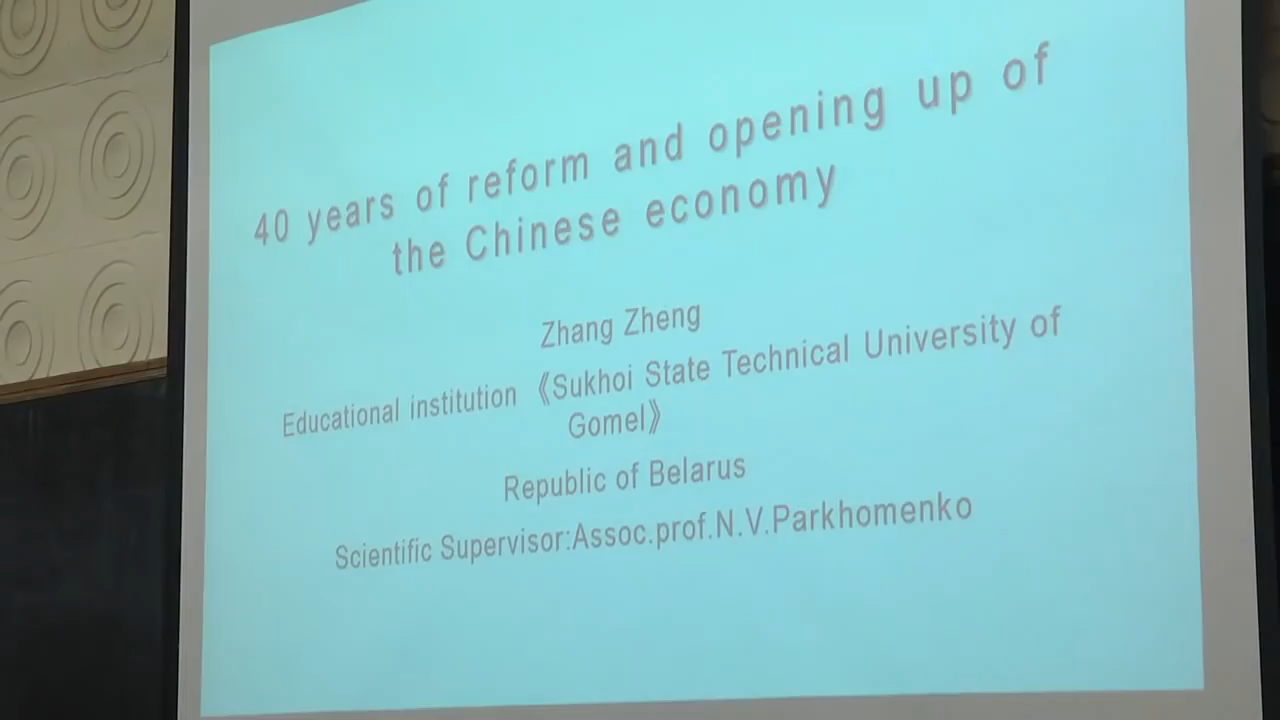 40 years of reform and opening up of
the Chinese economy
Zhang Zheng
Educational institution 《Sukhoi State Technical University of
Gomel》
Republic of Belarus
Scientific Supervisor:Assoc.prof.N.V.Parkhomenko